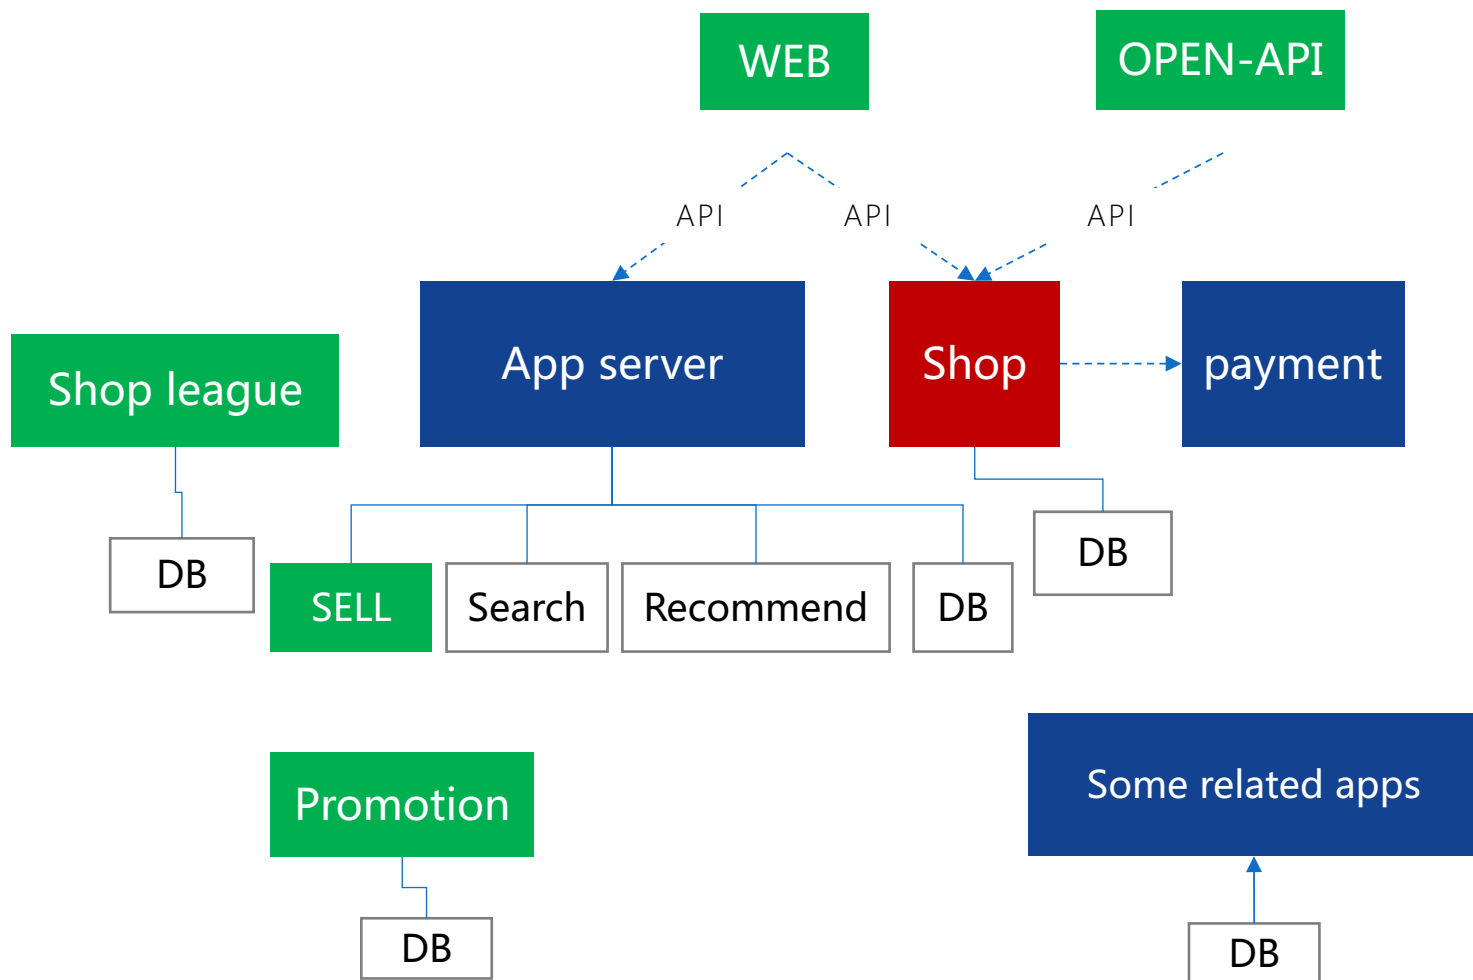 WEB
OPEN-API
API
API
API
App server
Shop
payment
Shop league
DB
DB
SELL
Search
Recommend
DB
Some related apps
Promotion
DB
DB